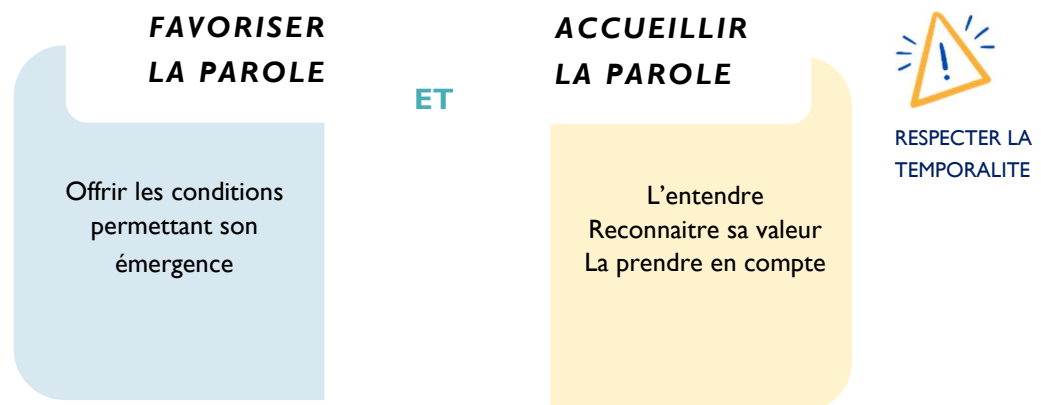 FAVORISER
LA PAROLE
Offrir les conditions
permettant son
émergence
ET
ACCUEILLIR
LA PAROLE
L'entendre
Reconnaitre sa valeur
La prendre en compte
RESPECTER LA
TEMPORALITE